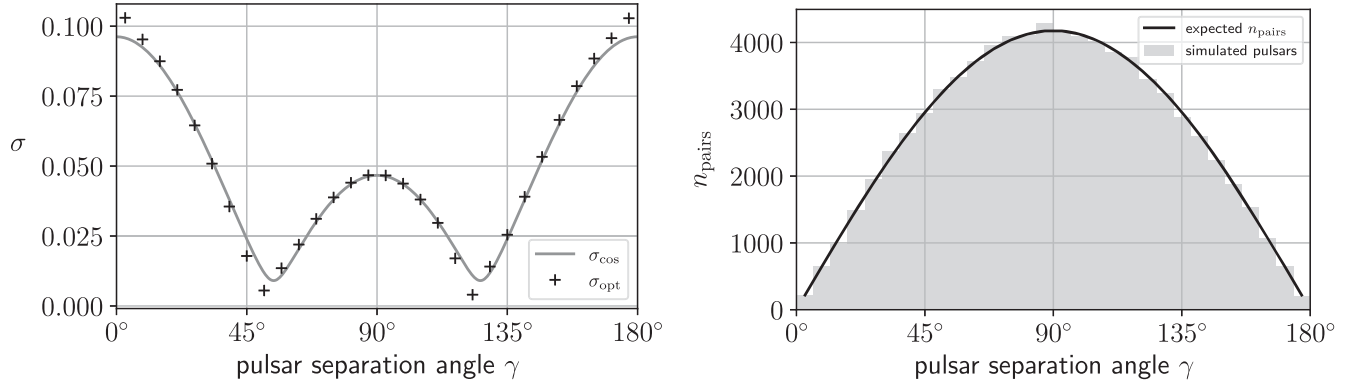 0.100
0.075
0.050
0.025
0.000
σ
0° 45° 90° 135° 180°
pulsar separation angle γ
σcos
σopt
4000
3000
2000
1000
0
npairs
0° 45° 90° 135° 180°
pulsar separation angle γ
expected npairs
simulated pulsars